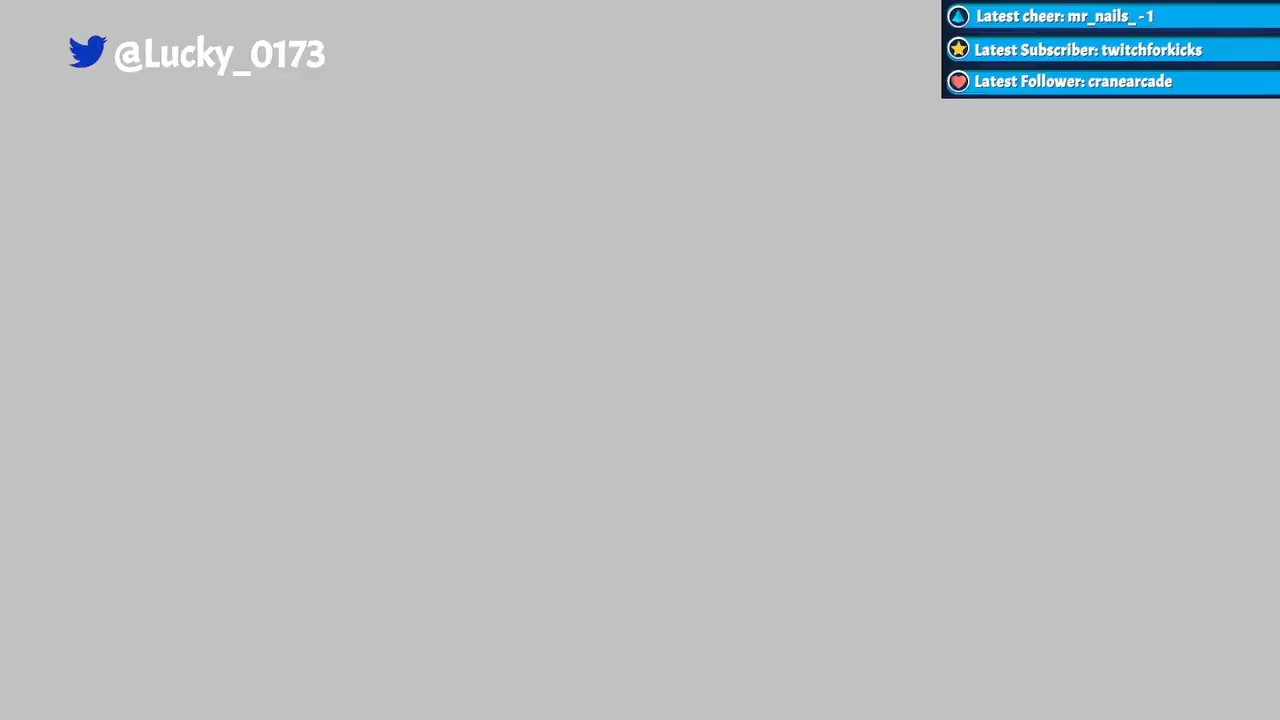 @Lucky_0173
Latest cheer: mr_nails_ - 1
Latest Subscriber: twitchforkicks
Latest Follower: cranearcade